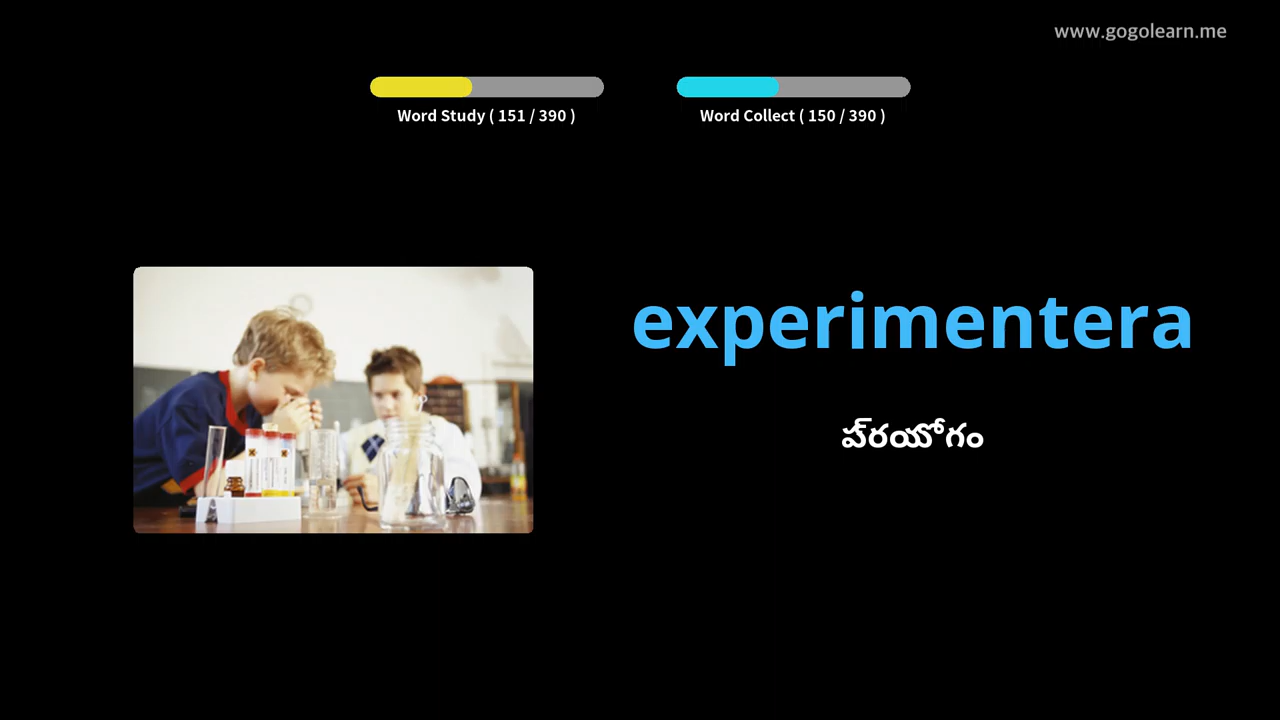 www.gogolearn.me
Word Study ( 151 / 390 )
Word Collect ( 150 / 390 )
experimentera
ప్రయోగం